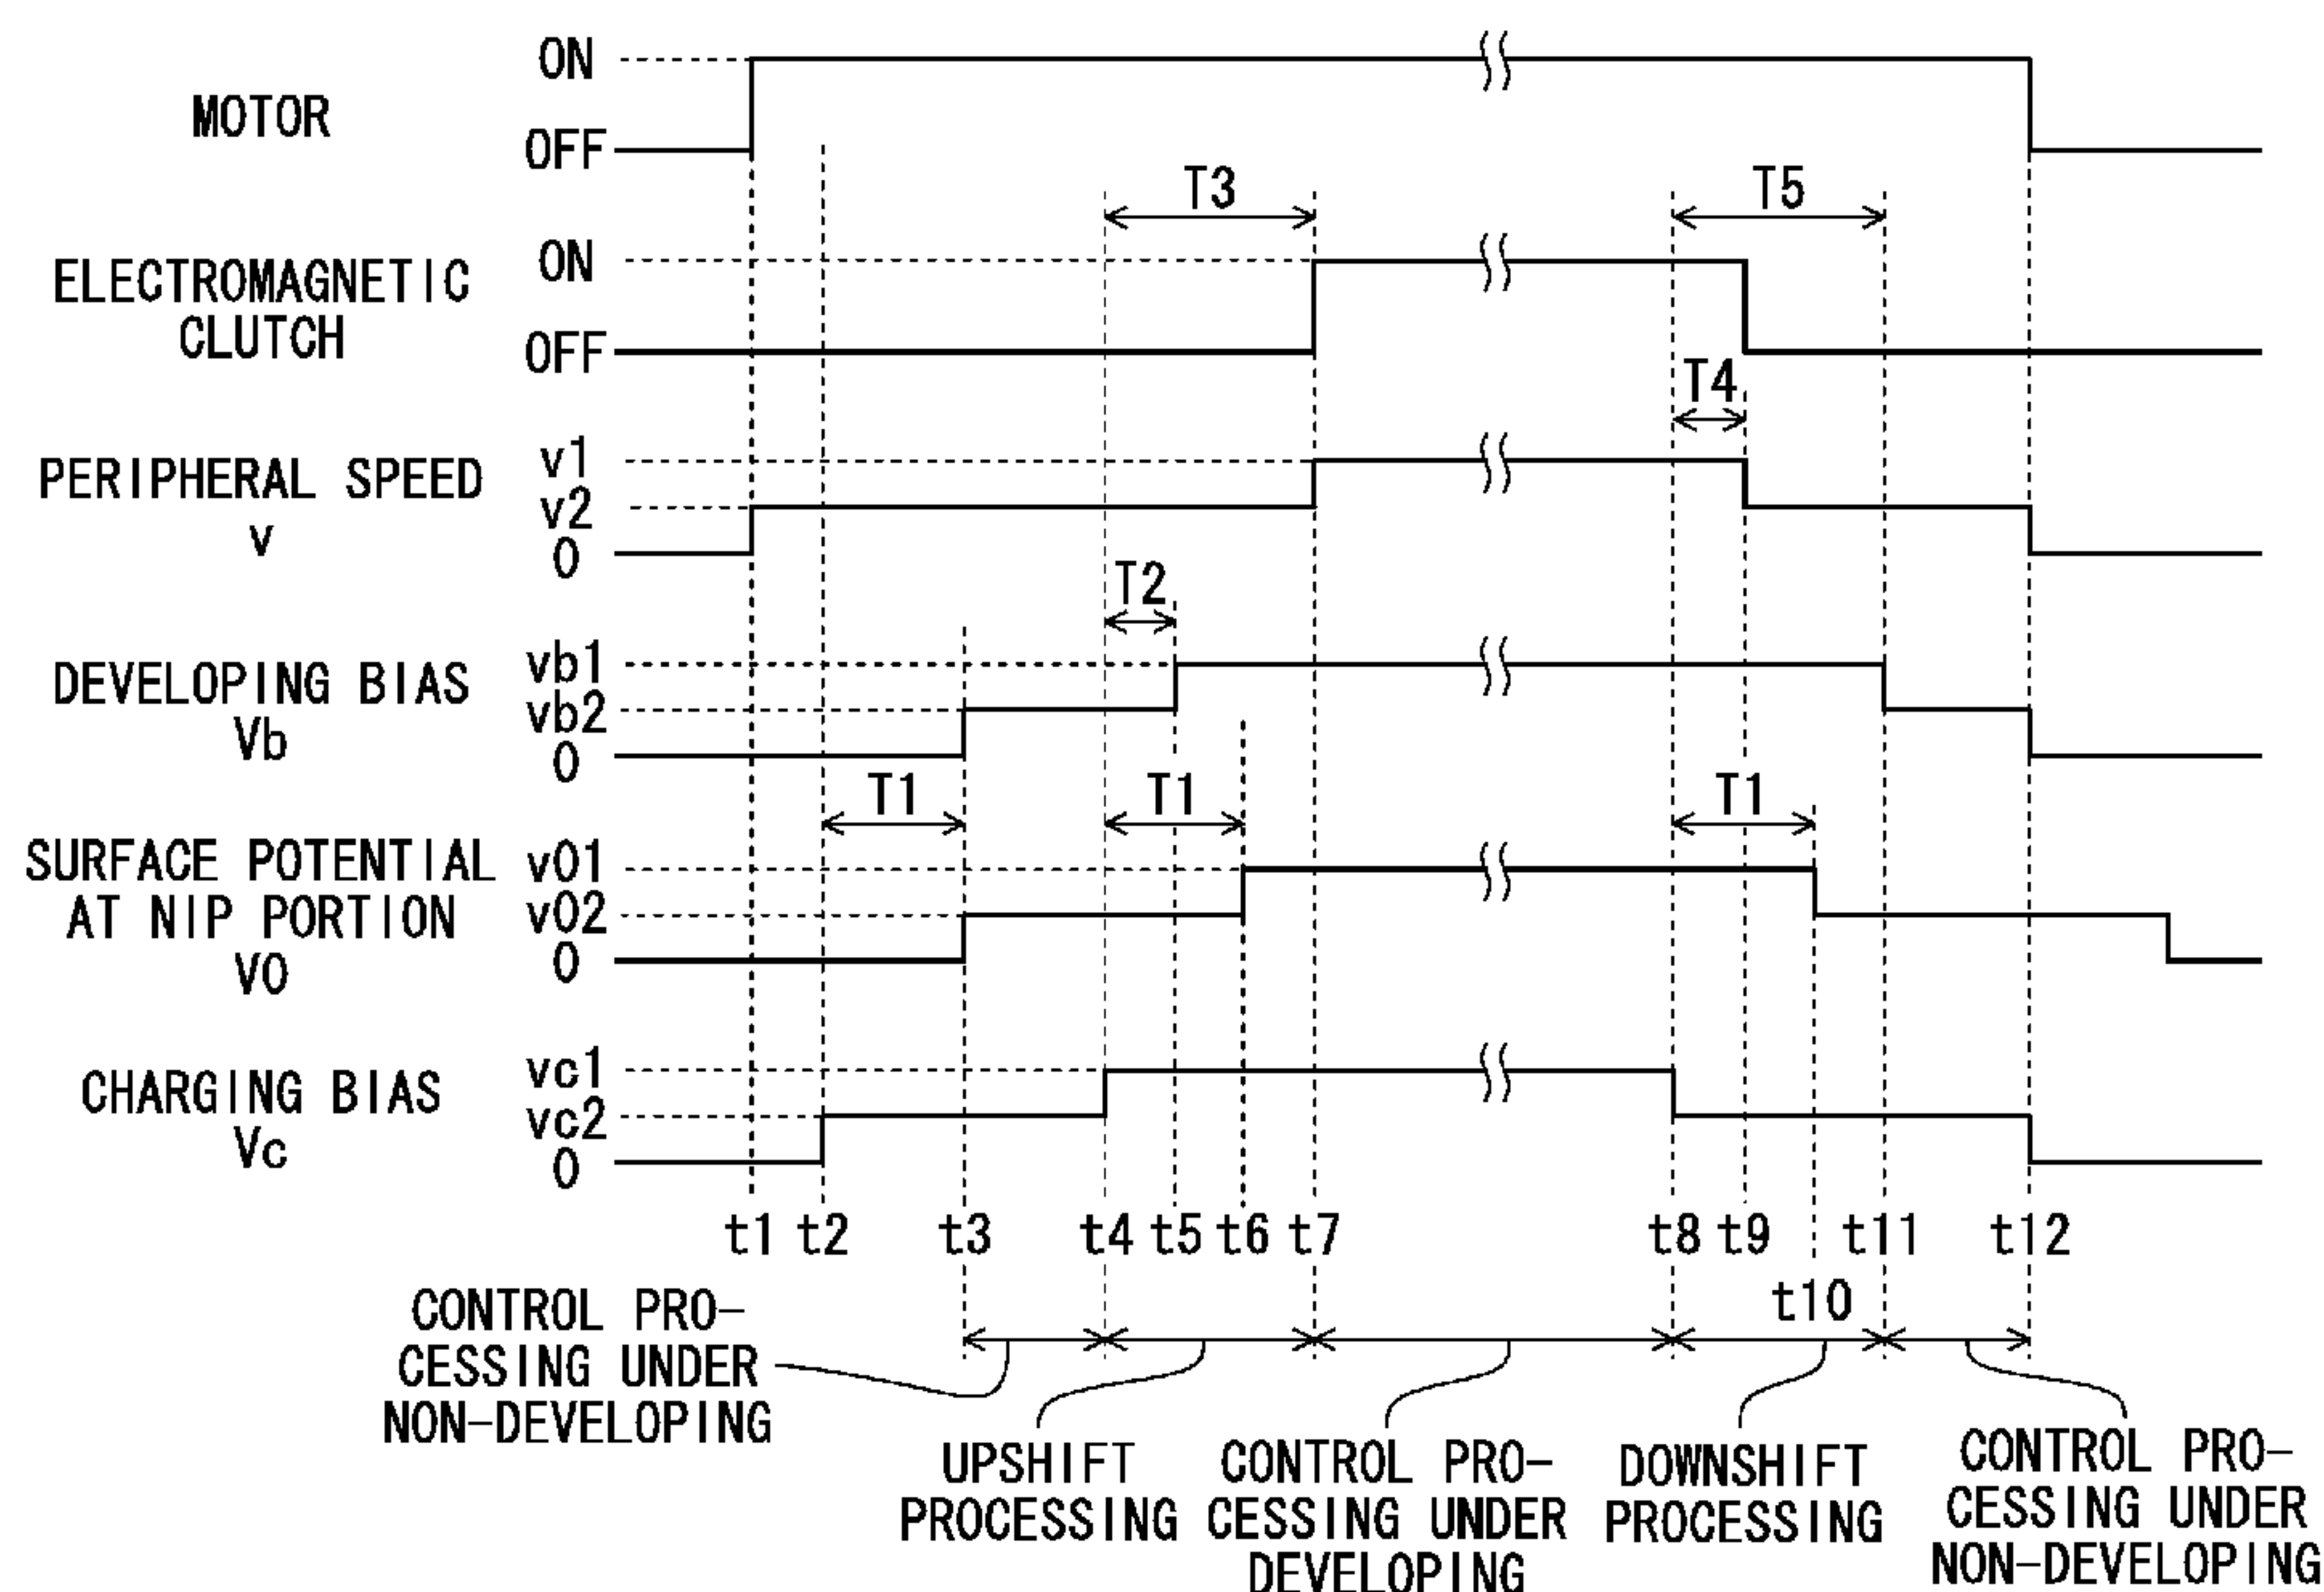 MOTOR
ON
OFF
T3
T5
ELECTROMAGNETIC
CLUTCH
ON
OFF
T4
PERIPHERAL SPEED
v
v1
v2
0
T2
DEVELOPING BIAS
Vb
vb1
vb2
0
T1
T1
T1
SURFACE POTENTIAL
AT NIP PORTION
V0
v01
v02
0
CHARGING BIAS
Vc
vc1
vc2
0
t1 t2 t3 t4 t5 t6 t7 t8 t9 t11 t12
t10
CONTROL PRO-
CESSING UNDER
NON-DEVELOPING
UPSHIFT
PROCESSING
CONTROL PRO-
CESSING UNDER
DEVELOPING
DOWNSHIFT
PROCESSING
CONTROL PRO-
CESSING UNDER
NON-DEVELOPING